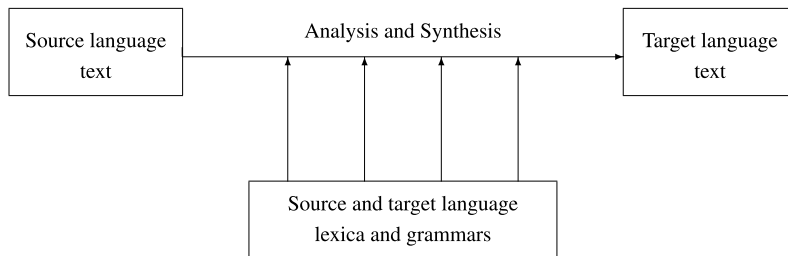 Source language
text
Analysis and Synthesis
Target language
text
Source and target language
lexica and grammars